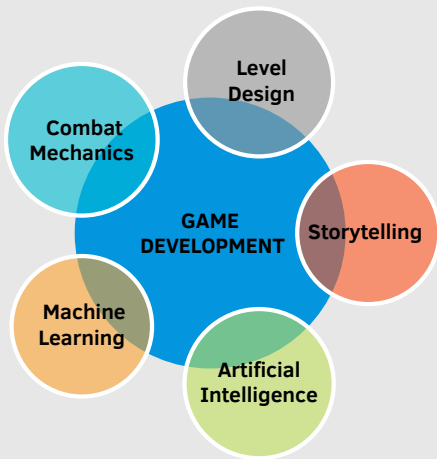 Level
Design
Combat
Mechanics
GAME
DEVELOPMENT
Storytelling
Machine
Learning
Artificial
Intelligence